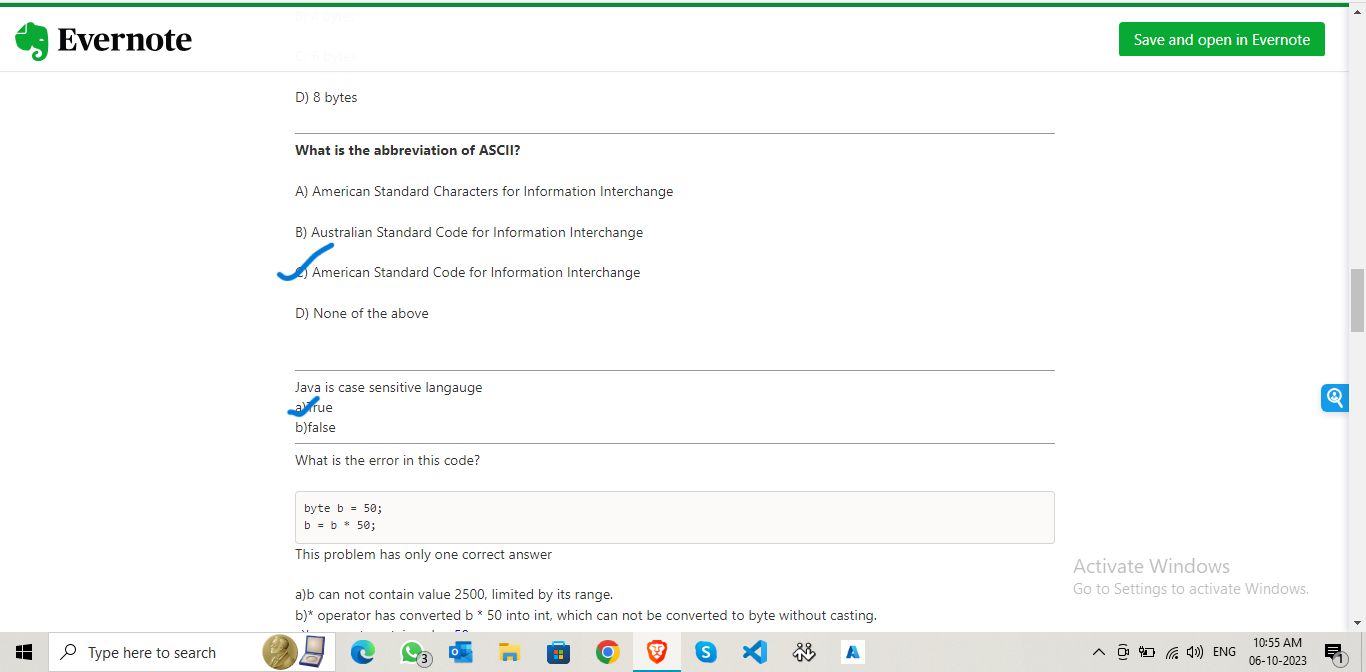 Evernote
Save and open in Evernote
D) 8 bytes
What is the abbreviation of ASCII?
A) American Standard Characters for Information Interchange
B) Australian Standard Code for Information Interchange
C) American Standard Code for Information Interchange
D) None of the above
Java is case sensitive langauge
a)True
b)false
What is the error in this code?
byte b = 50;
b = b * 50;
This problem has only one correct answer
a)b can not contain value 2500, limited by its range.
b)* operator has converted b * 50 into int, which can not be converted to byte without casting.
Activate Windows
Go to Settings to activate Windows.
Type here to search
3
ENG
10:55 AM
06-10-2023
1